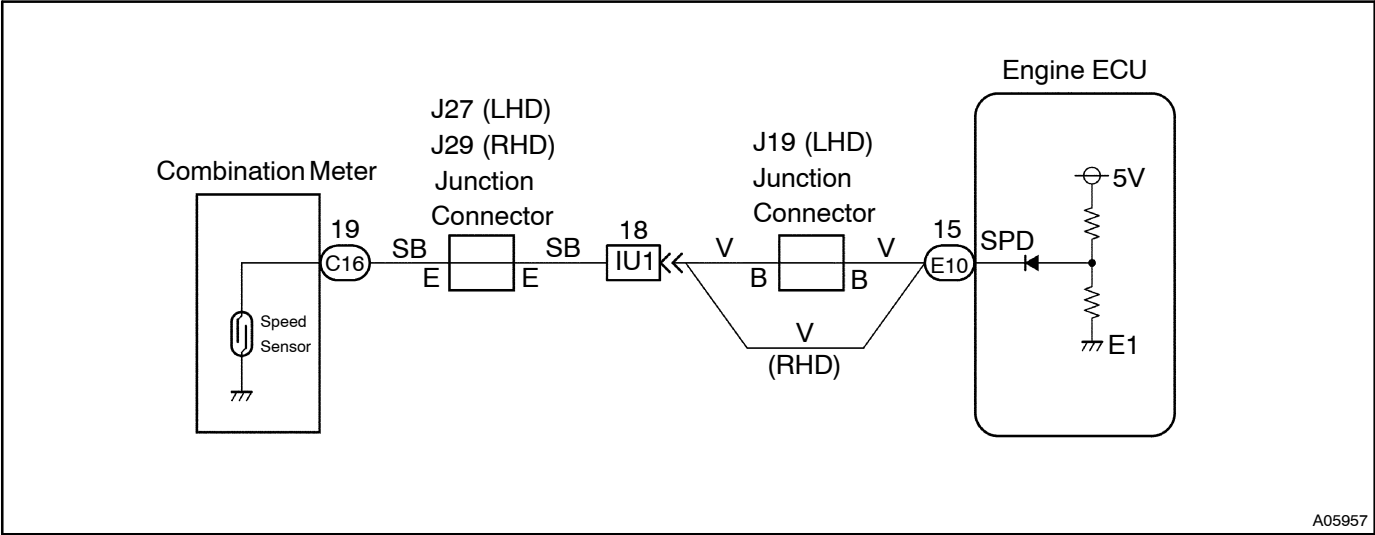 Engine ECU
J27 (LHD)
J29 (RHD)
Junction
Connector
J19 (LHD)
Junction
Connector
Combination Meter
5V
19
18
15
SB
SB
V
V
SPD
C16
IU1
E10
E
E
B
B
Speed
Sensor
V
(RHD)
E1
A05957